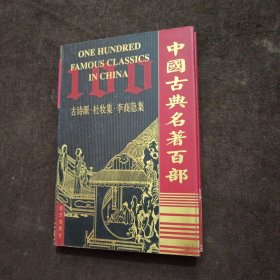 ONE HUNDRED
FAMOUS CLASSICS
IN CHINA
100
古诗源·杜牧集·李商隐集
中國古典名著百部